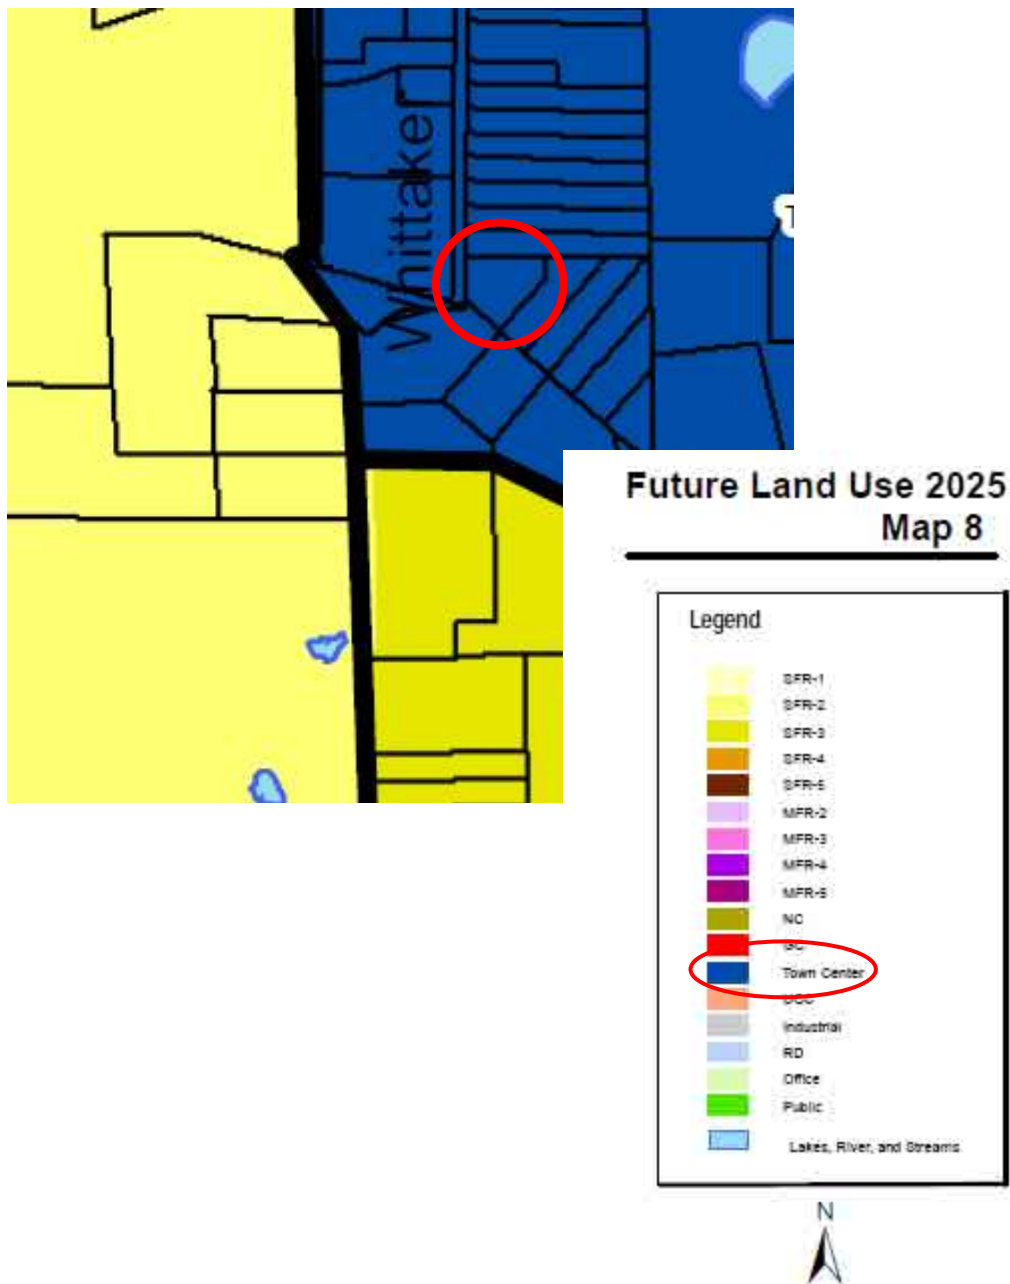 Whittaker
T
Future Land Use 2025
Map 8
Legend
SFR-1
SFR-2
SFR-3
SFR-4
SFR-5
MFR-2
MFR-3
MFR-4
MFR-5
NC
GC
Town Center
Industrial
RD
Office
Public
Lakes, River, and Streams
N